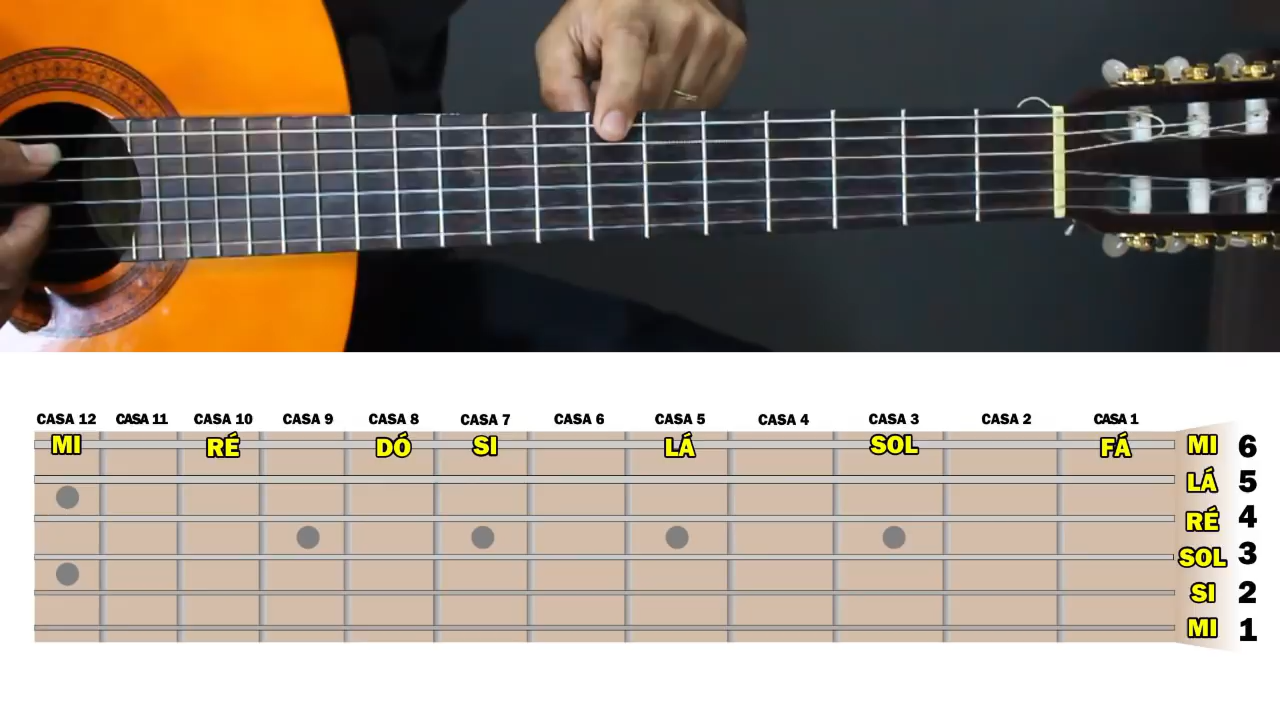 CASA 12 CASA 11 CASA 10 CASA 9 CASA 8 CASA 7 CASA 6 CASA 5 CASA 4 CASA 3 CASA 2 CASA 1
MI RÉ DÓ SI LÁ SOL FÁ MI 6
LÁ 5
RÉ 4
SOL 3
SI 2
MI 1